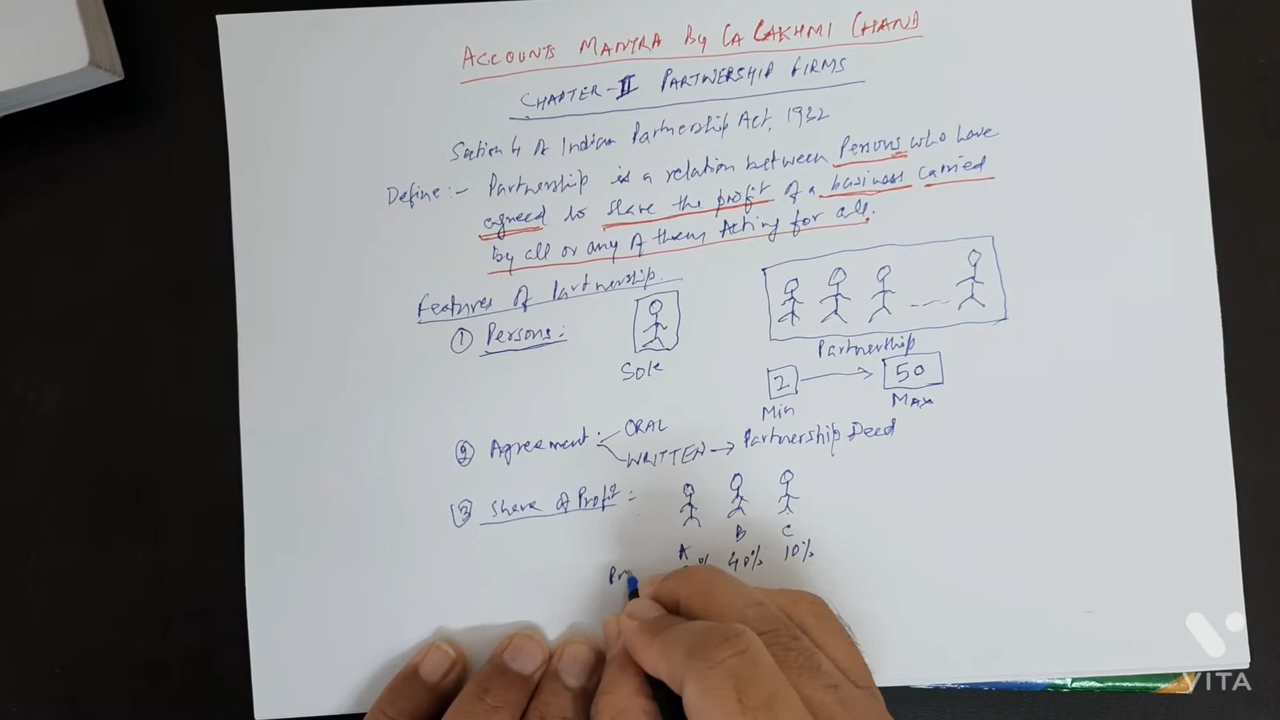 ACCOUNTS MANTRA By CA LAKHMI CHAND
CHAPTER-II PARTNERSHIP FIRMS
Section 4 of Indian Partnership Act, 1932
Define:- Partnership is a relation between Persons who have
agreed to share the profit of a business carried
by all or any of them Acting for all.
Features of Partnership.
① Persons:
Sole
Partnership
2 → 50
Min Max
② Agreement: ORAL
WRITTEN → Partnership Deed
③ Share of Profit =
A B C
% 40% 10%
VITA